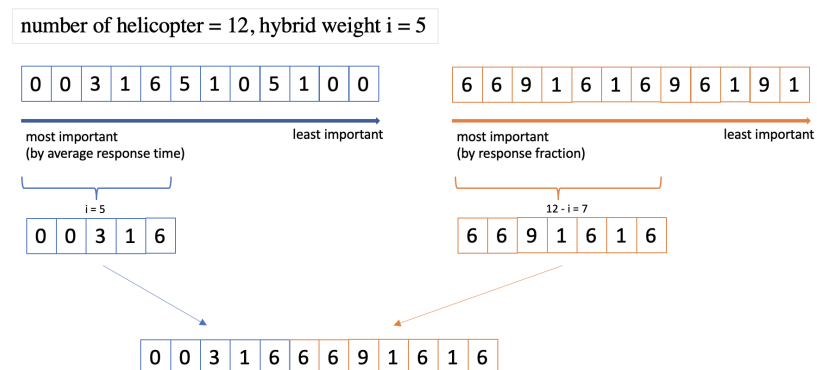 number of helicopter = 12, hybrid weight i = 5
0 0 3 1 6 5 1 0 5 1 0 0
6 6 9 1 6 1 6 9 6 1 9 1
most important
(by average response time)
least important
most important
(by response fraction)
least important
i = 5
12 - i = 7
0 0 3 1 6
6 6 9 1 6 1 6
0 0 3 1 6 6 6 9 1 6 1 6